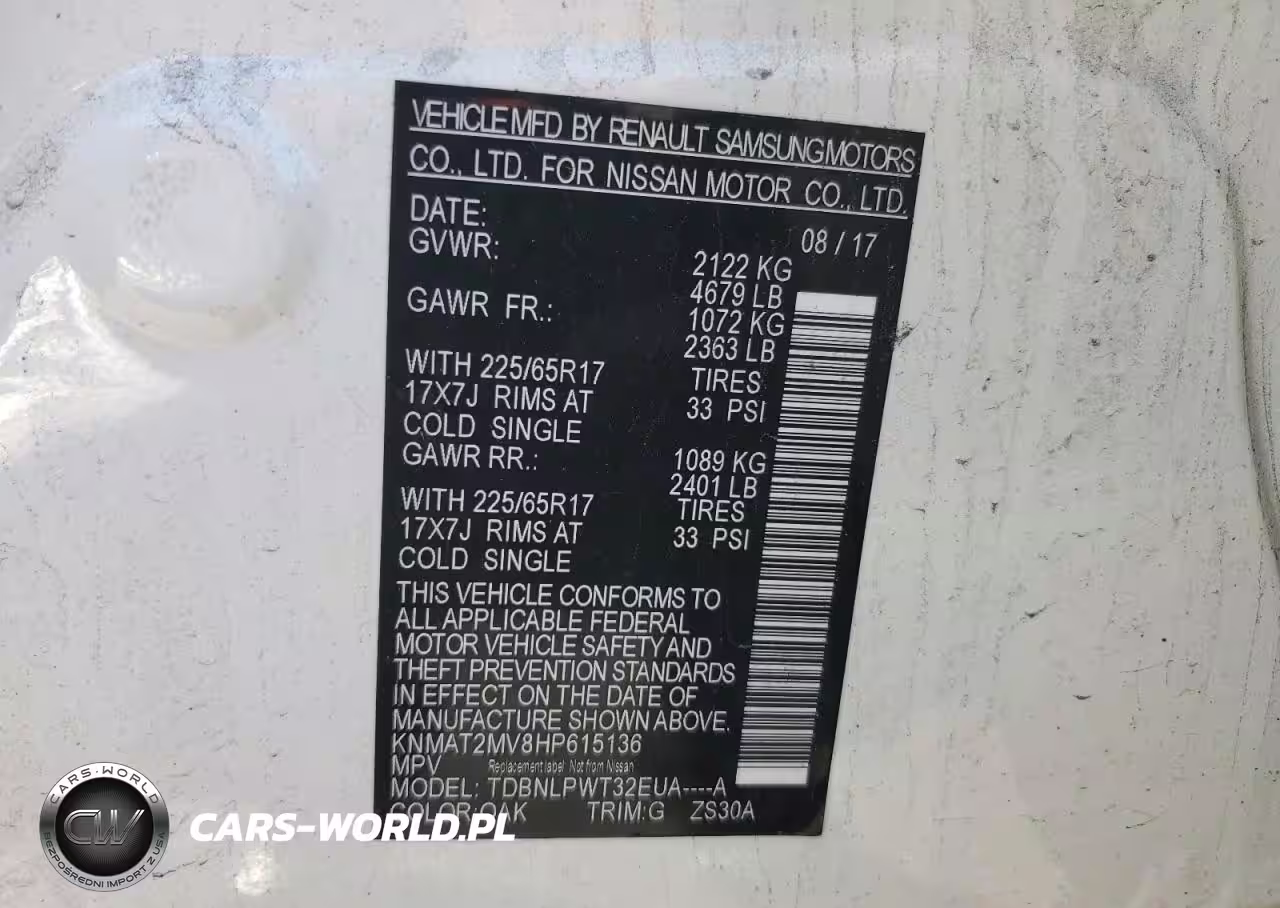 VEHICLE MFD BY RENAULT SAMSUNG MOTORS
CO., LTD. FOR NISSAN MOTOR CO., LTD.
DATE: 08 / 17
GVWR: 2122 KG
4679 LB
GAWR FR.: 1072 KG
2363 LB
WITH 225/65R17 TIRES
17X7J RIMS AT 33 PSI
COLD SINGLE
GAWR RR.: 1089 KG
2401 LB
WITH 225/65R17 TIRES
17X7J RIMS AT 33 PSI
COLD SINGLE
THIS VEHICLE CONFORMS TO
ALL APPLICABLE FEDERAL
MOTOR VEHICLE SAFETY AND
THEFT PREVENTION STANDARDS
IN EFFECT ON THE DATE OF
MANUFACTURE SHOWN ABOVE.
KNMAT2MV8HP615136
MPV Replacement label Not from Nissan
MODEL: TDBNLPWT32EUA----A
COLOR: QAK TRIM:G ZS30A
CARS-WORLD
CW
BEZPOŚREDNI IMPORT Z USA
CARS-WORLD.PL